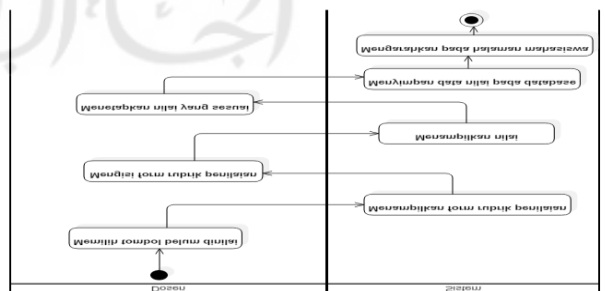 Dosen
Sistem
Memilih tombol belum dinilai
Menampilkan form rubrik penilaian
Mengisi form rubrik penilaian
Menampilkan nilai
Menetapkan nilai yang sesuai
Menyimpan data nilai pada database
Mengarahkan pada halaman mahasiswa